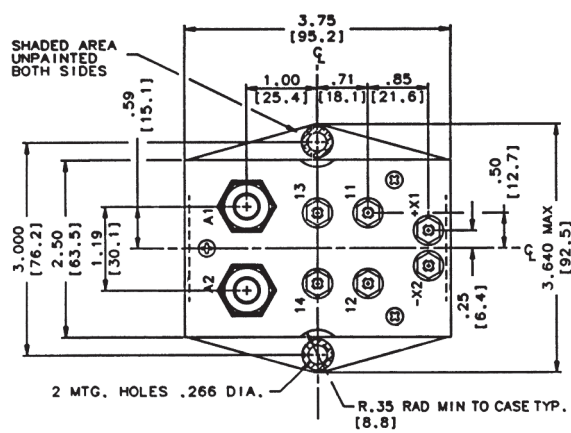 3.75
[95.2]
SHADED AREA
UNPAINTED
BOTH SIDES
C
L
1.00
[25.4]
.71
[18.1]
.85
[21.6]
.59
[15.1]
3.000
[76.2]
2.50
[63.5]
1.19
[30.1]
A1
A2
13
11
+X1
14
12
-X2
.50
[12.7]
C
L
3.640 MAX
[92.5]
.25
[6.4]
2 MTG. HOLES .266 DIA.
R.35 RAD MIN TO CASE TYP.
[8.8]